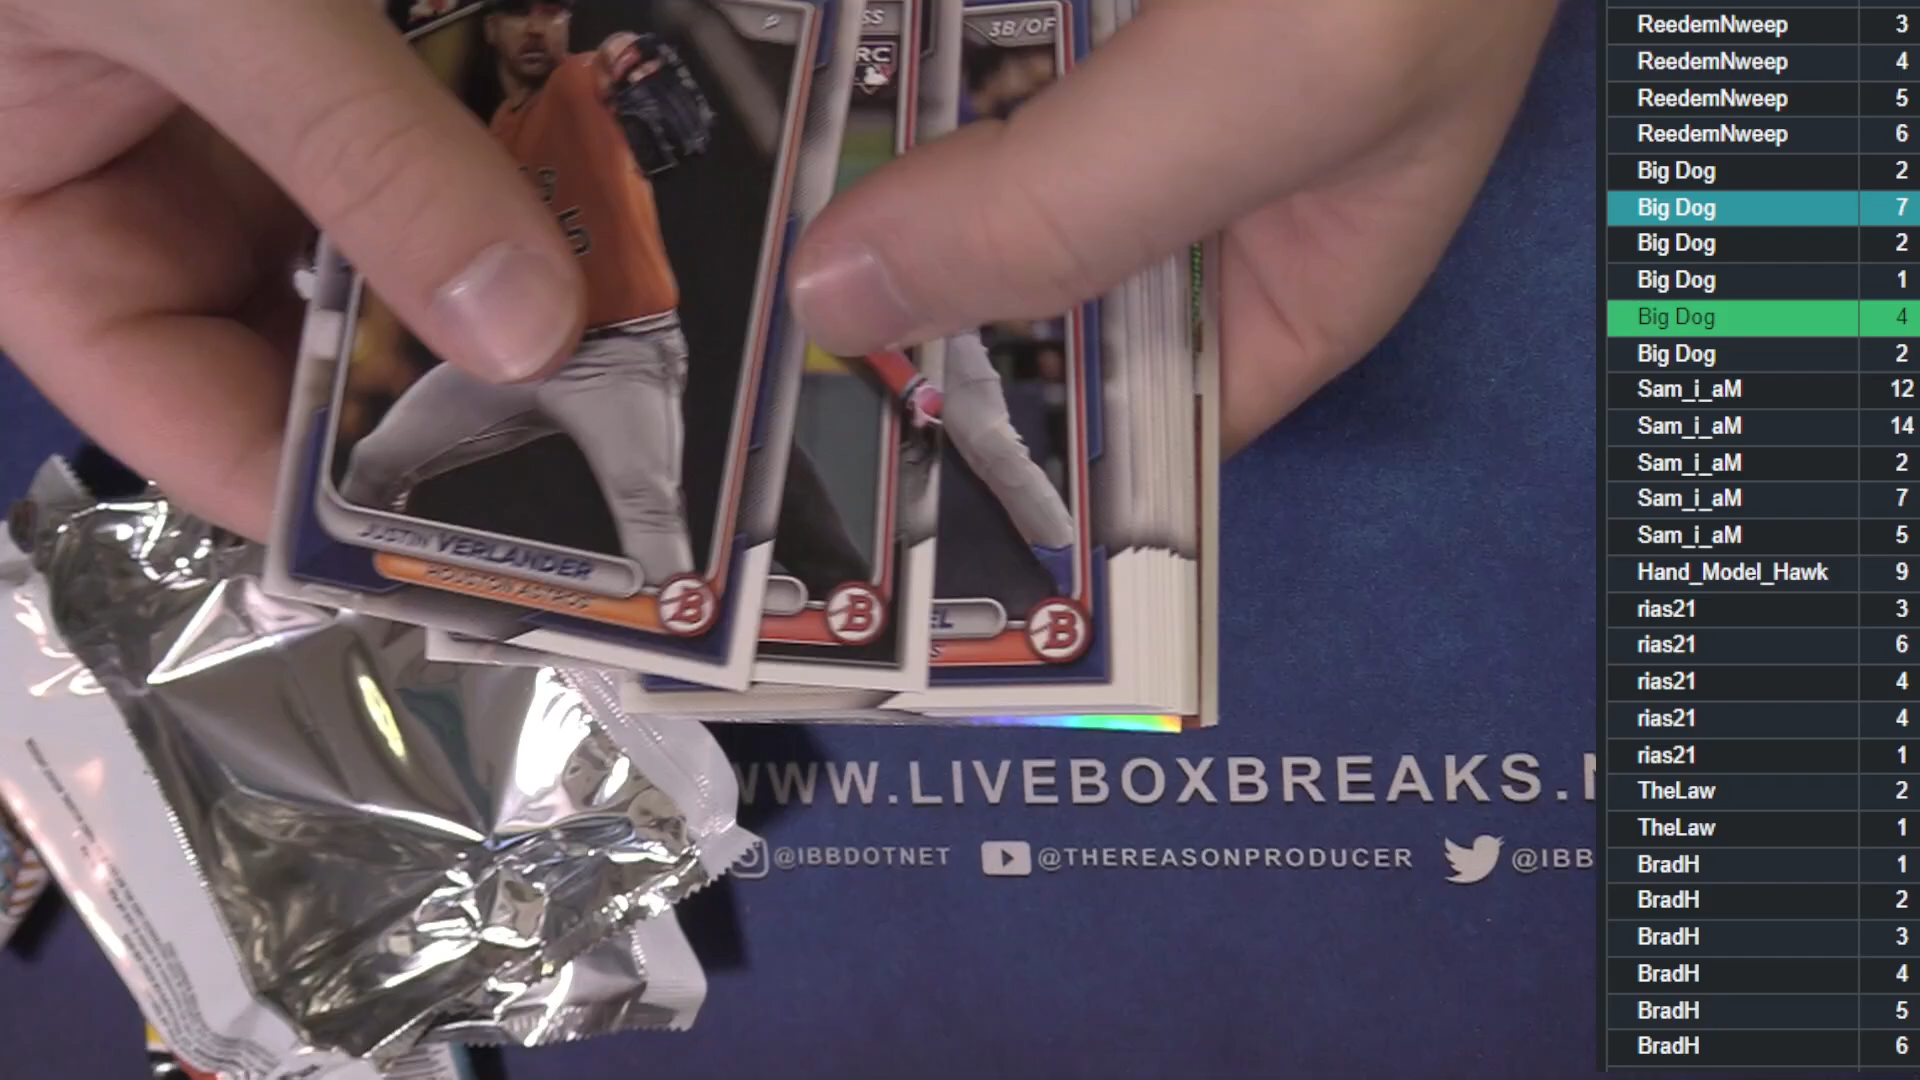 P
SS
RC
3B/OF
JUSTIN VERLANDER
HOUSTON ASTROS
B
B
EL
S
B
WWW.LIVEBOXBREAKS.
@IBBDOTNET
@THEREASONPRODUCER
@IBB
ReedemNweep 3
ReedemNweep 4
ReedemNweep 5
ReedemNweep 6
Big Dog 2
Big Dog 7
Big Dog 2
Big Dog 1
Big Dog 4
Big Dog 2
Sam_i_aM 12
Sam_i_aM 14
Sam_i_aM 2
Sam_i_aM 7
Sam_i_aM 5
Hand_Model_Hawk 9
rias21 3
rias21 6
rias21 4
rias21 4
rias21 1
TheLaw 2
TheLaw 1
BradH 1
BradH 2
BradH 3
BradH 4
BradH 5
BradH 6